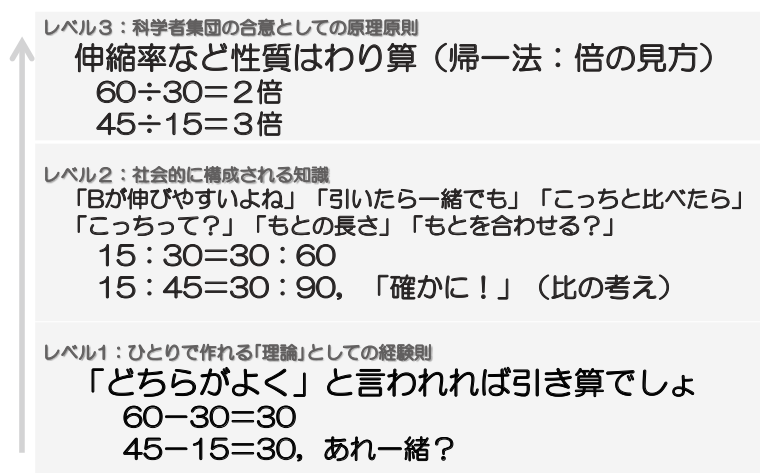 レベル3：科学者集団の合意としての原理原則
伸縮率など性質はわり算（帰一法：倍の見方）
60÷30＝２倍
45÷15＝３倍
レベル２：社会的に構成される知識
「Bが伸びやすいよね」「引いたら一緒でも」「こっちと比べたら」
「こっちって？」「もとの長さ」「もとを合わせる？」
15：30＝30：60
15：45＝30：90，「確かに！」（比の考え）
レベル1：ひとりで作れる｢理論｣としての経験則
「どちらがよく」と言われれば引き算でしょ
60－30＝30
45－15＝30，あれ一緒？